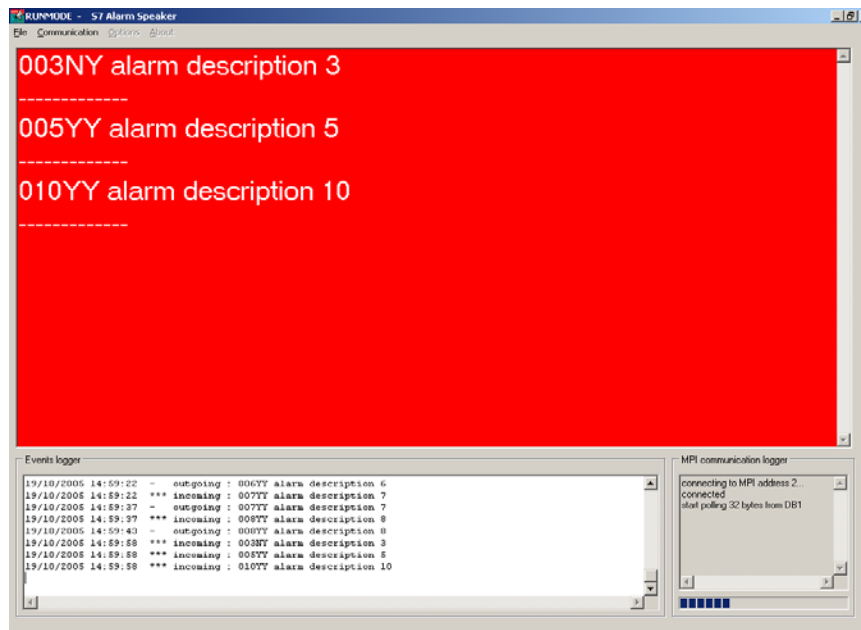 RUNMODE - S7 Alarm Speaker
File Communication Options About
003NY alarm description 3
-------------
005YY alarm description 5
-------------
010YY alarm description 10
-------------
Events logger
19/10/2005 14:59:22 - outgoing : 006YY alarm description 6
19/10/2005 14:59:22 *** incoming : 007YY alarm description 7
19/10/2005 14:59:37 - outgoing : 007YY alarm description 7
19/10/2005 14:59:37 *** incoming : 008YY alarm description 8
19/10/2005 14:59:43 - outgoing : 008YY alarm description 8
19/10/2005 14:59:58 *** incoming : 003NY alarm description 3
19/10/2005 14:59:58 *** incoming : 005YY alarm description 5
19/10/2005 14:59:58 *** incoming : 010YY alarm description 10
MPI communication logger
connecting to MPI address 2...
connected
start polling 32 bytes from DB1